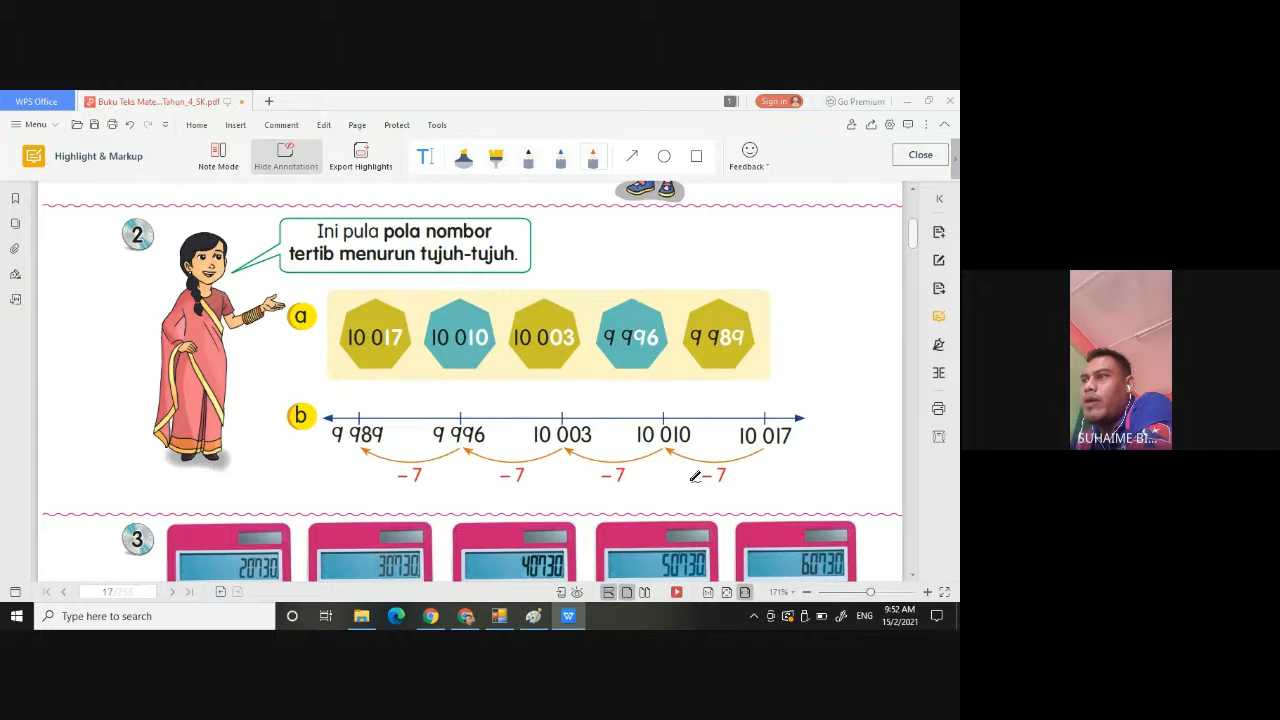 WPS Office
Buku Teks Mate...Tahun_4_SK.pdf
1
Sign in
Go Premium
Menu
Home
Insert
Comment
Edit
Page
Protect
Tools
Highlight & Markup
Note Mode
Hide Annotations
Export Highlights
T
Feedback
Close
2
Ini pula pola nombor
tertib menurun tujuh-tujuh.
a
10 017 10 010 10 003 9 996 9 989
b
9 989 9 996 10 003 10 010 10 017
– 7 – 7 – 7 – 7
3
20730 30730 40730 50730 60730
17/256
171%
Type here to search
ENG
9:52 AM
15/2/2021
SUHAIME BI...